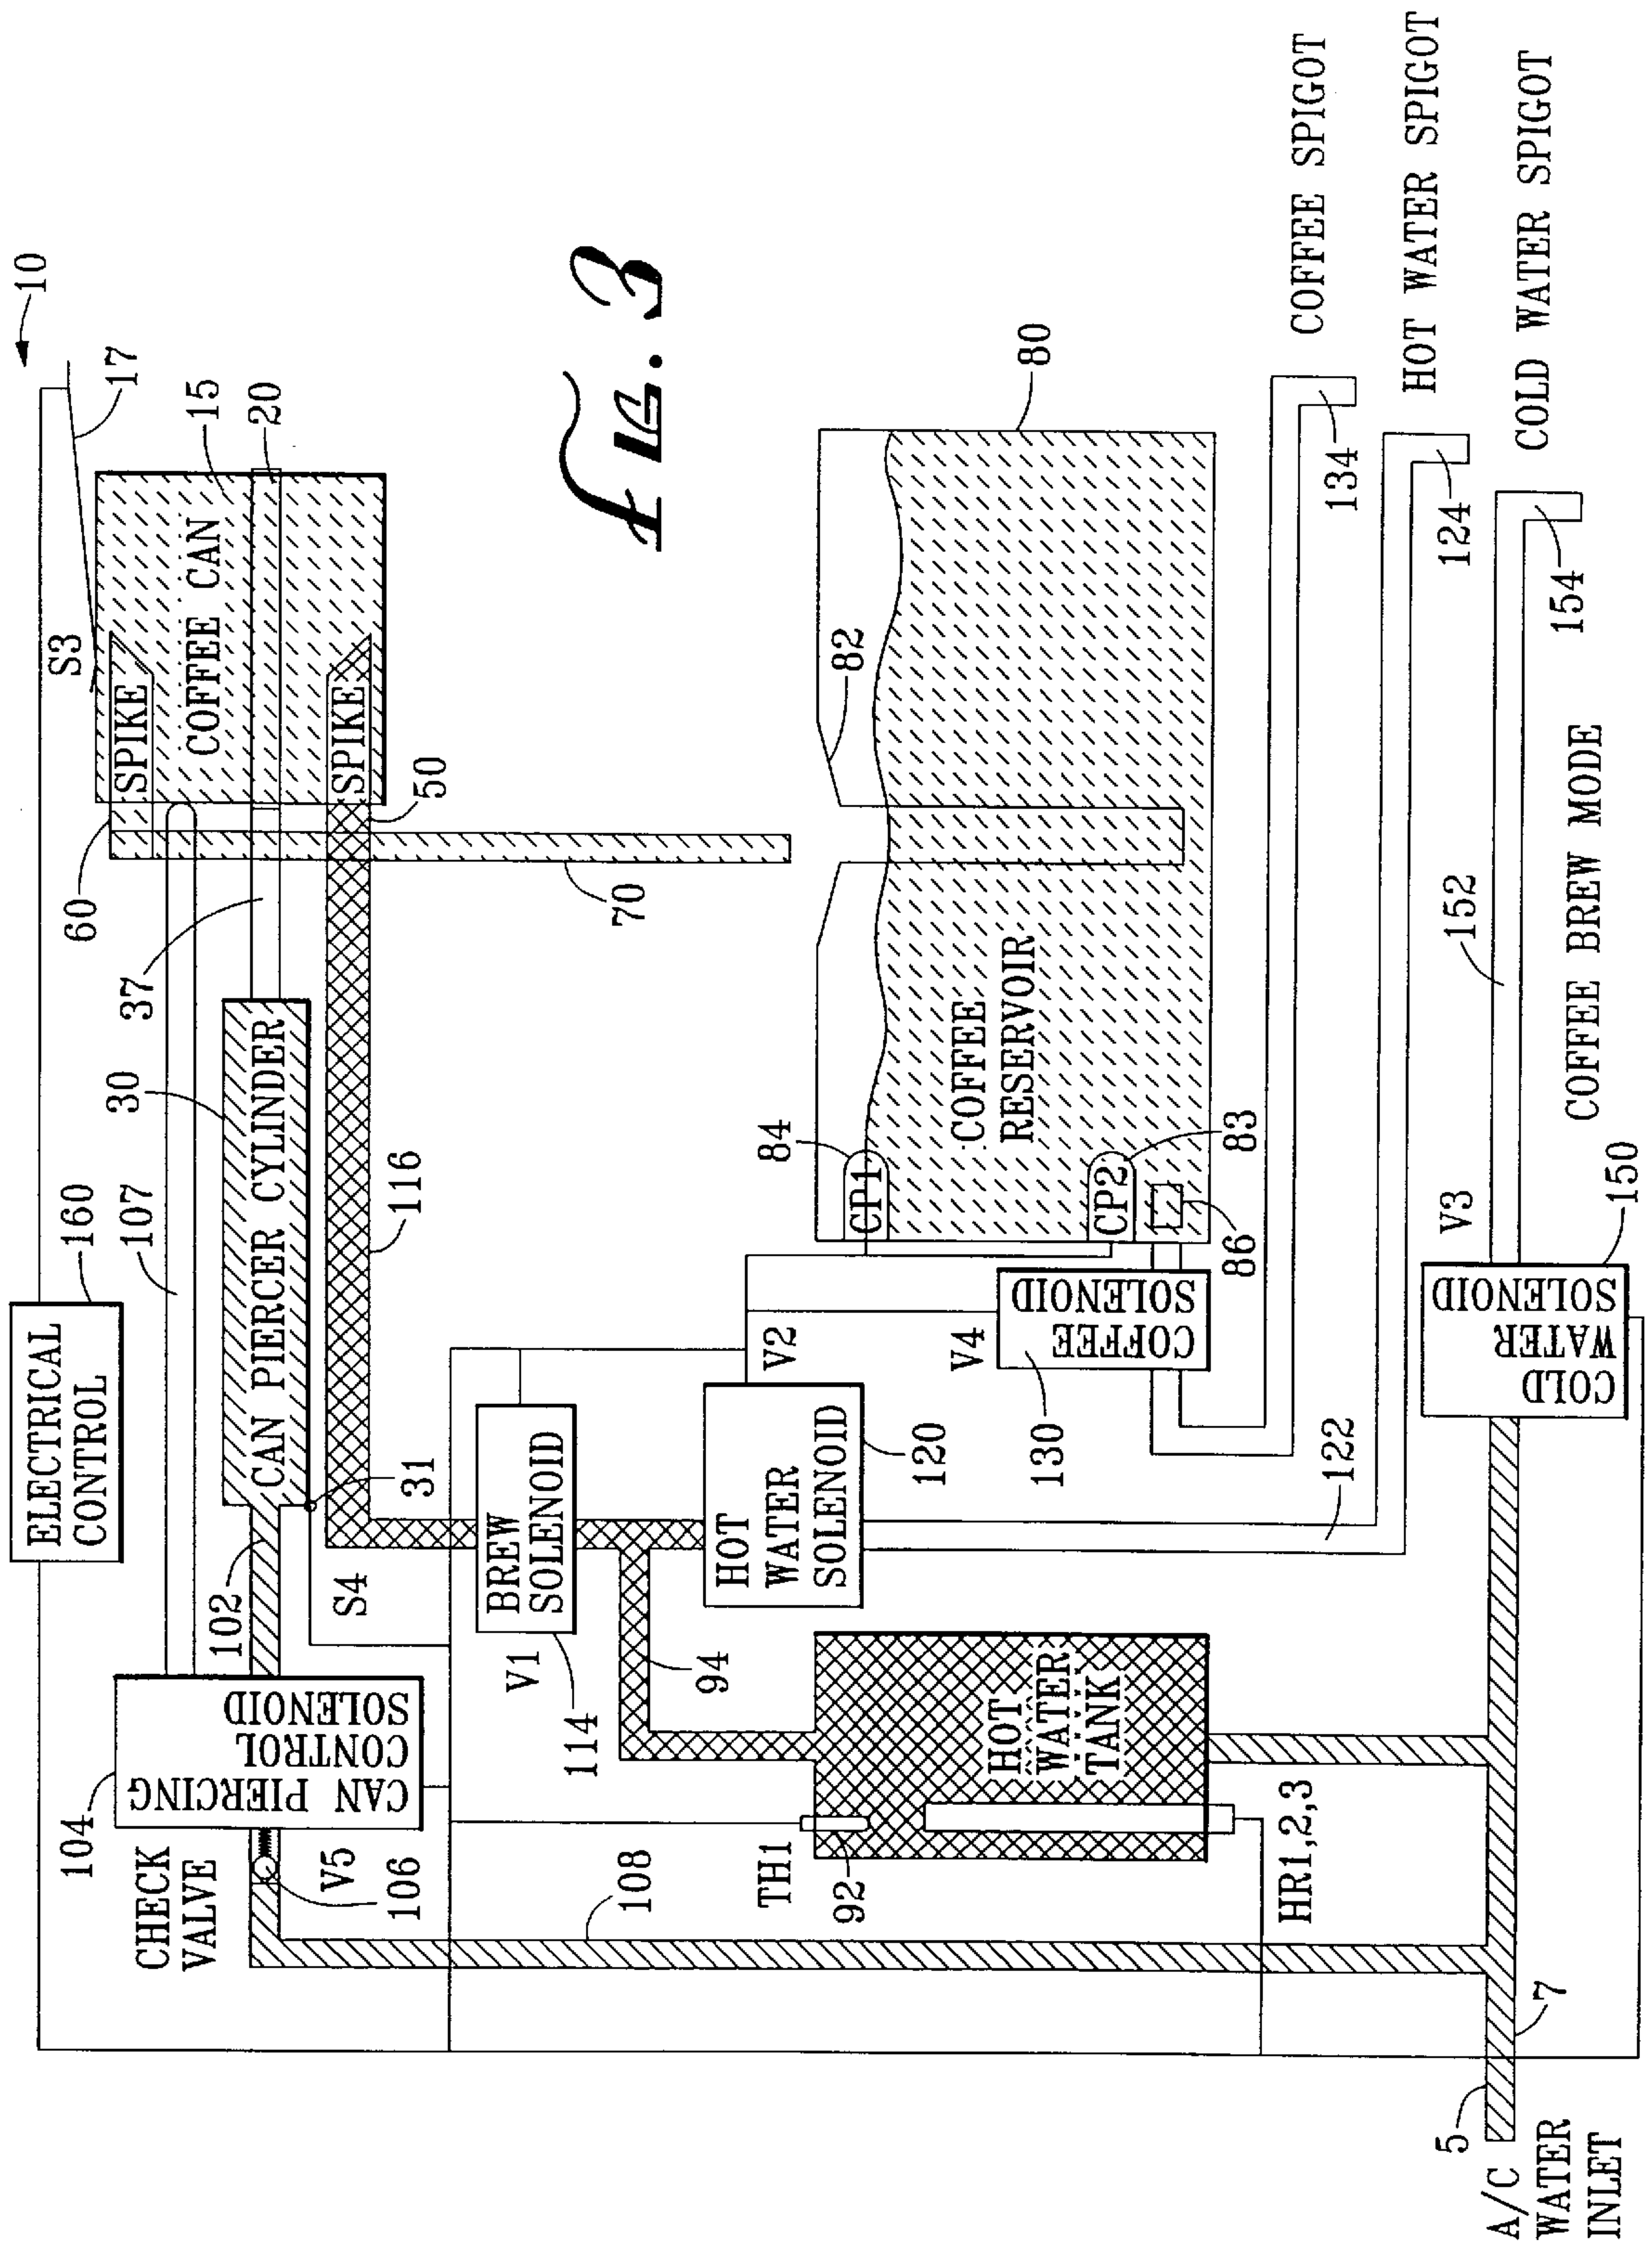 10
17
S3
15
20
COFFEE CAN
SPIKE
SPIKE
50
60
70
37
30
CAN PIERCER CYLINDER
107
116
160
ELECTRICAL
CONTROL
31
S4
102
104
CAN PIERCING
CONTROL
SOLENOID
CHECK
VALVE
V5
106
108
BREW
SOLENOID
V1
114
94
HOT
WATER
SOLENOID
V2
120
122
TH1
92
HOT
WATER
TANK
HR1,2,3
80
82
COFFEE
RESERVOIR
84
CP1
CP2
83
86
COFFEE
SOLENOID
V4
130
COFFEE SPIGOT
134
HOT WATER SPIGOT
124
COLD WATER SPIGOT
154
152
V3
150
COLD
WATER
SOLENOID
COFFEE BREW MODE
7
5
A/C
WATER
INLET
FIG. 3